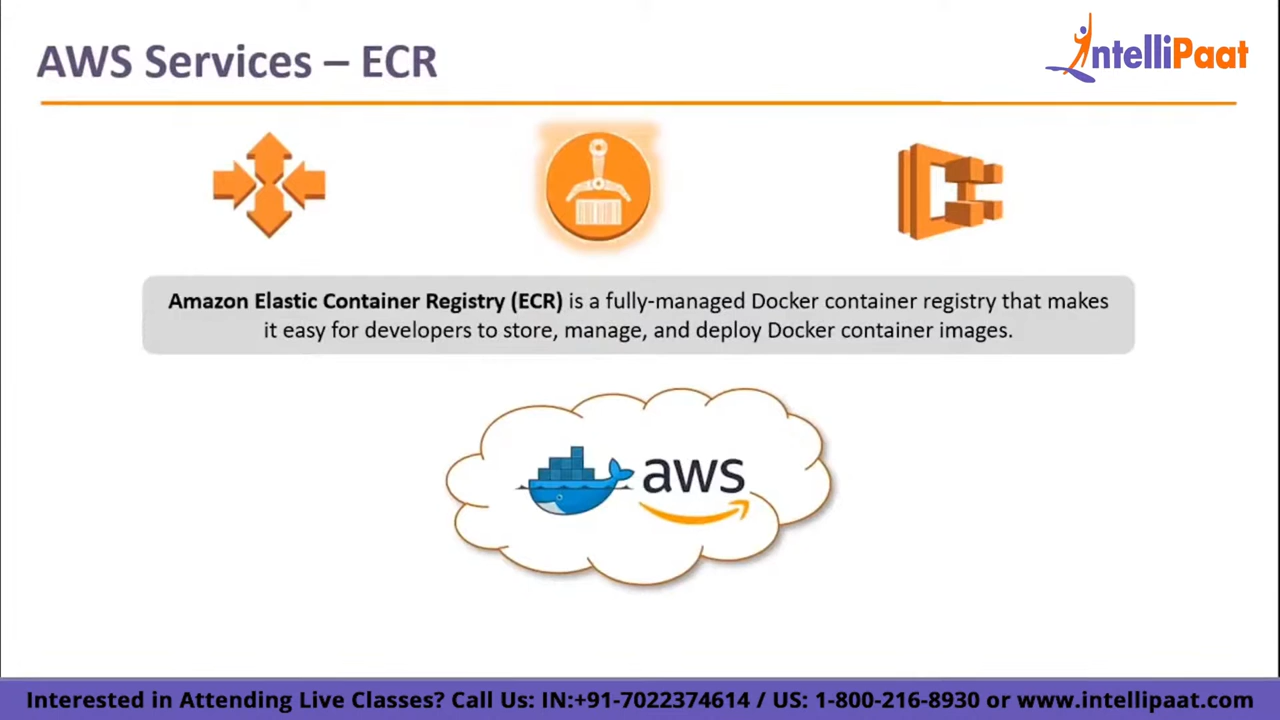 AWS Services – ECR
IntelliPaat
Amazon Elastic Container Registry (ECR) is a fully-managed Docker container registry that makes
it easy for developers to store, manage, and deploy Docker container images.
aws
Interested in Attending Live Classes? Call Us: IN:+91-7022374614 / US: 1-800-216-8930 or www.intellipaat.com